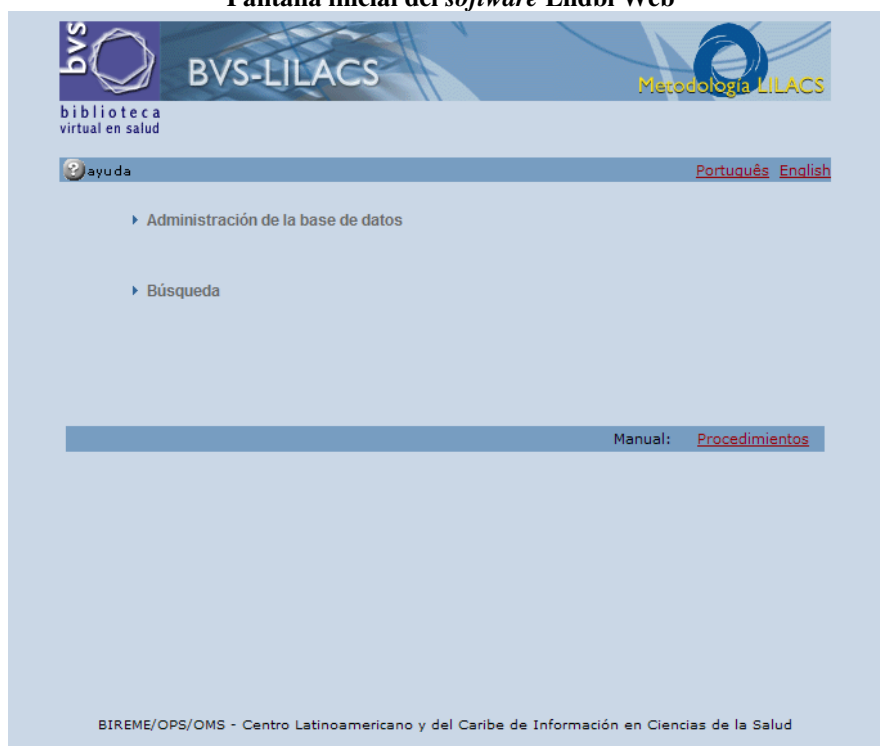 Pantalla inicial del software Lildbi Web
bvs
BVS-LILACS
Metodología LILACS
biblioteca
virtual en salud
ayuda
Português English
Administración de la base de datos
Búsqueda
Manual: Procedimientos
BIREME/OPS/OMS - Centro Latinoamericano y del Caribe de Información en Ciencias de la Salud